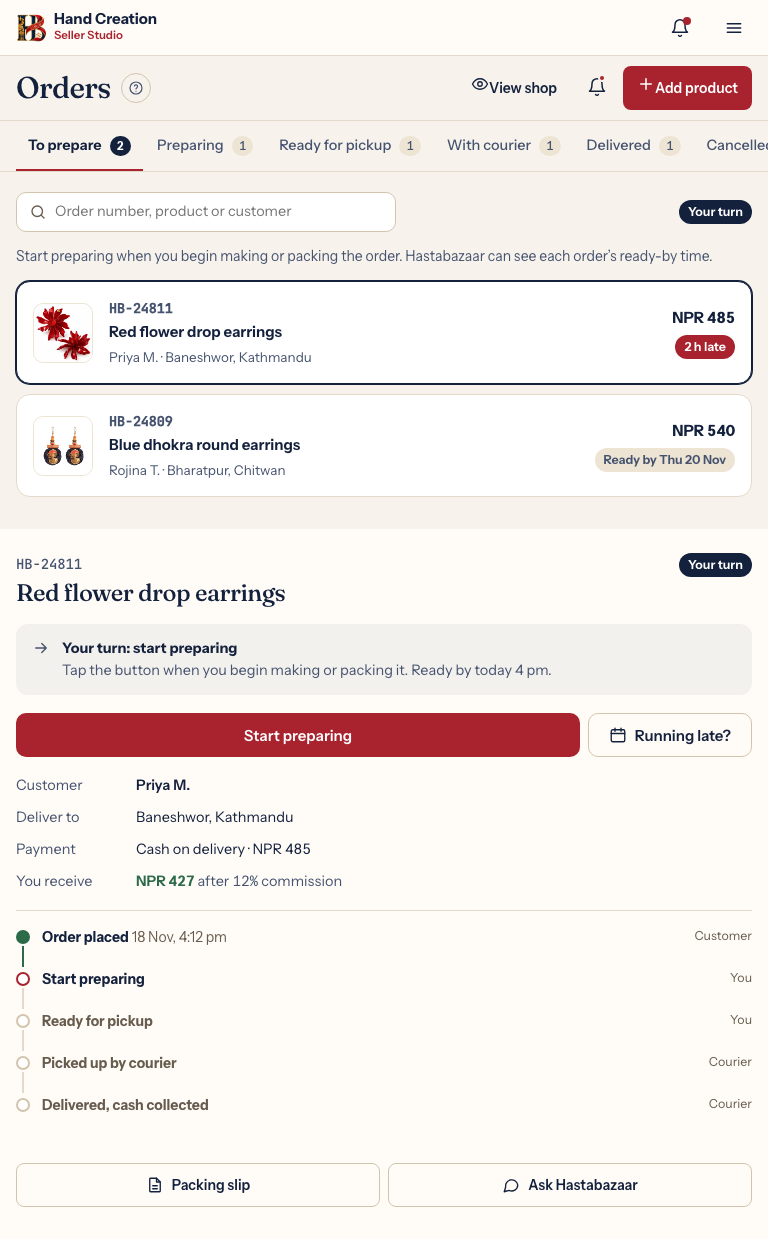 Hand Creation
Seller Studio
Orders
View shop
Add product
To prepare 2
Preparing 1
Ready for pickup 1
With courier 1
Delivered 1
Order number, product or customer
Your turn
Start preparing when you begin making or packing the order. Hastabazaar can see each order's ready-by time.
HB-24811
Red flower drop earrings
Priya M. · Baneshwor, Kathmandu
NPR 485
2 h late
HB-24809
Blue dhokra round earrings
Rojina T. · Bharatpur, Chitwan
NPR 540
Ready by Thu 20 Nov
HB-24811
Your turn
Red flower drop earrings
Your turn: start preparing
Tap the button when you begin making or packing it. Ready by today 4 pm.
Start preparing
Running late?
Customer Priya M.
Deliver to Baneshwor, Kathmandu
Payment Cash on delivery · NPR 485
You receive NPR 427 after 12% commission
Order placed 18 Nov, 4:12 pm Customer
Start preparing You
Ready for pickup You
Picked up by courier Courier
Delivered, cash collected Courier
Packing slip
Ask Hastabazaar